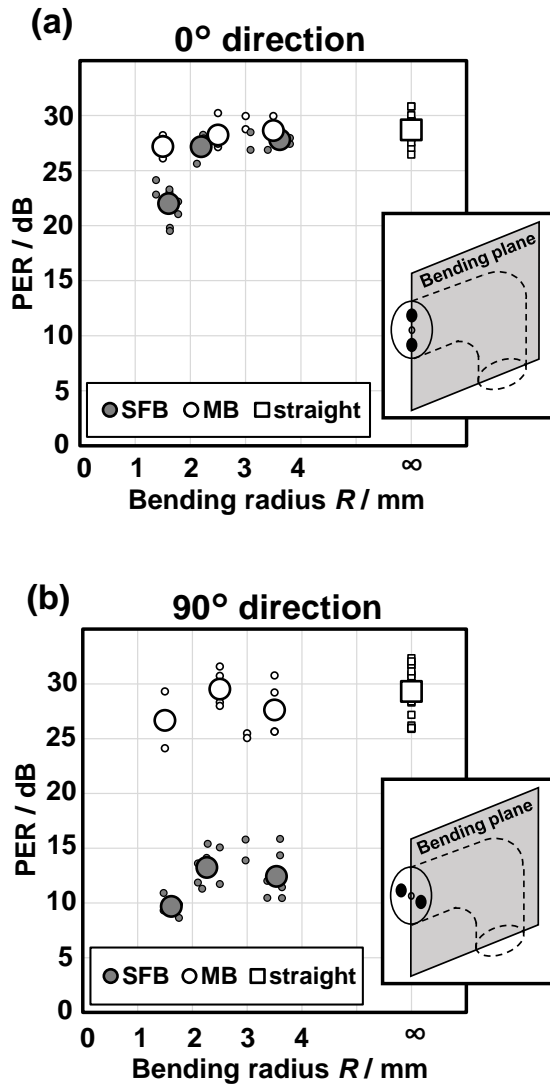 (a)
0° direction
PER / dB
30
25
20
15
10
5
0
Bending plane
SFB MB straight
0 1 2 3 4 ∞
Bending radius R / mm
(b)
90° direction
PER / dB
30
25
20
15
10
5
0
Bending plane
SFB MB straight
0 1 2 3 4 ∞
Bending radius R / mm